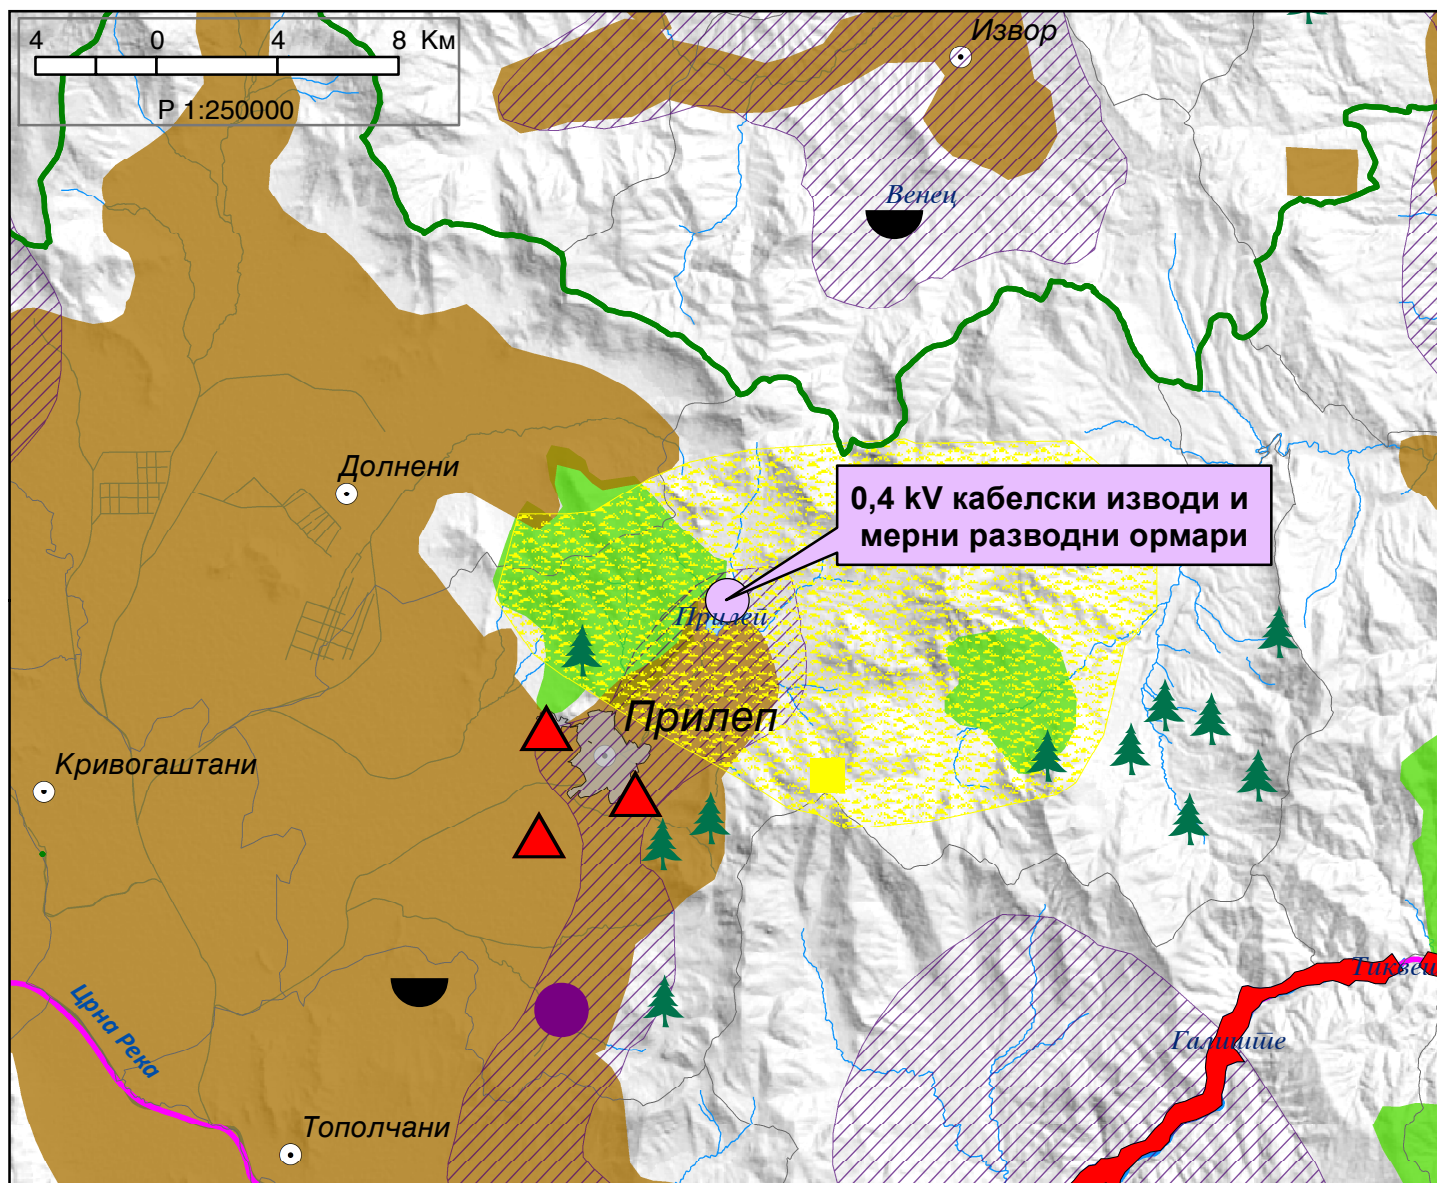 4 0 4 8 Км
Р 1:250000
Извор
Венец
Долнени
0,4 kV кабелски изводи и
мерни разводни ормари
Прилеп
Прилеп
Кривогаштани
Тиквеш
Црна Река
Галиште
Тополчани